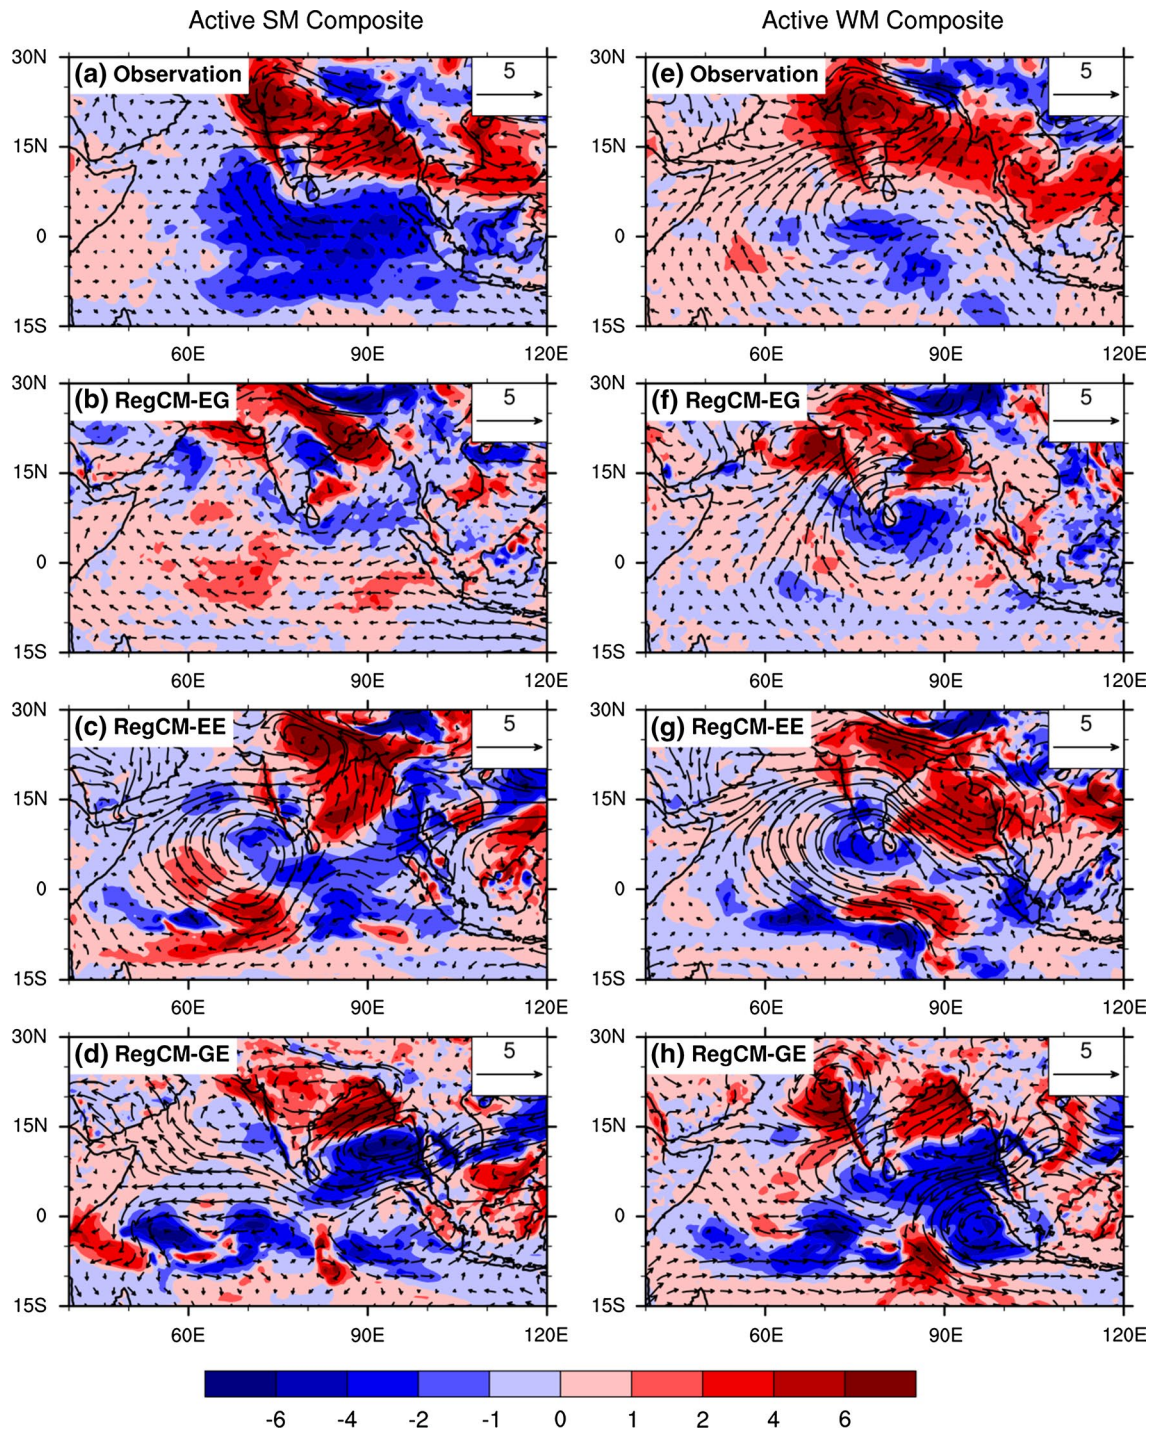 Active SM Composite Active WM Composite
(a) Observation 5
30N
15N
0
15S
60E 90E 120E
(e) Observation 5
30N
15N
0
15S
60E 90E 120E
(b) RegCM-EG 5
30N
15N
0
15S
60E 90E 120E
(f) RegCM-EG 5
30N
15N
0
15S
60E 90E 120E
(c) RegCM-EE 5
30N
15N
0
15S
60E 90E 120E
(g) RegCM-EE 5
30N
15N
0
15S
60E 90E 120E
(d) RegCM-GE 5
30N
15N
0
15S
60E 90E 120E
(h) RegCM-GE 5
30N
15N
0
15S
60E 90E 120E
-6 -4 -2 -1 0 1 2 4 6